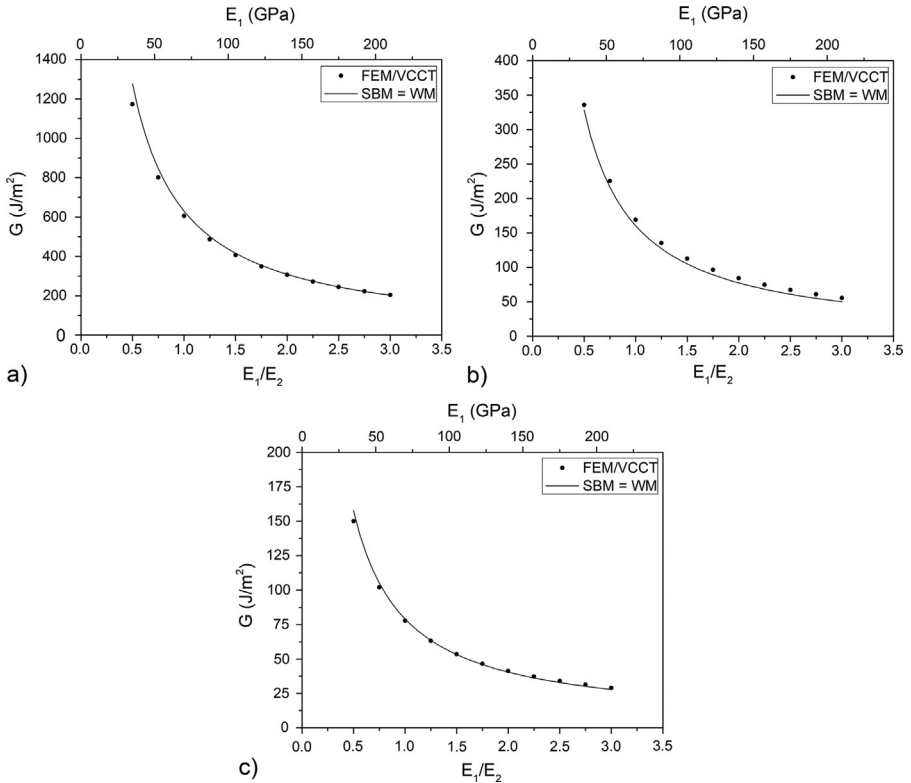 a)
E₁ (GPa)
0 50 100 150 200
1400
1200
1000
800
600
400
200
0
G (J/m²)
FEM/VCCT
SBM = WM
0.0 0.5 1.0 1.5 2.0 2.5 3.0 3.5
E₁/E₂
b)
E₁ (GPa)
0 50 100 150 200
400
350
300
250
200
150
100
50
0
G (J/m²)
FEM/VCCT
SBM = WM
0.0 0.5 1.0 1.5 2.0 2.5 3.0 3.5
E₁/E₂
c)
E₁ (GPa)
0 50 100 150 200
200
175
150
125
100
75
50
25
0
G (J/m²)
FEM/VCCT
SBM = WM
0.0 0.5 1.0 1.5 2.0 2.5 3.0 3.5
E₁/E₂